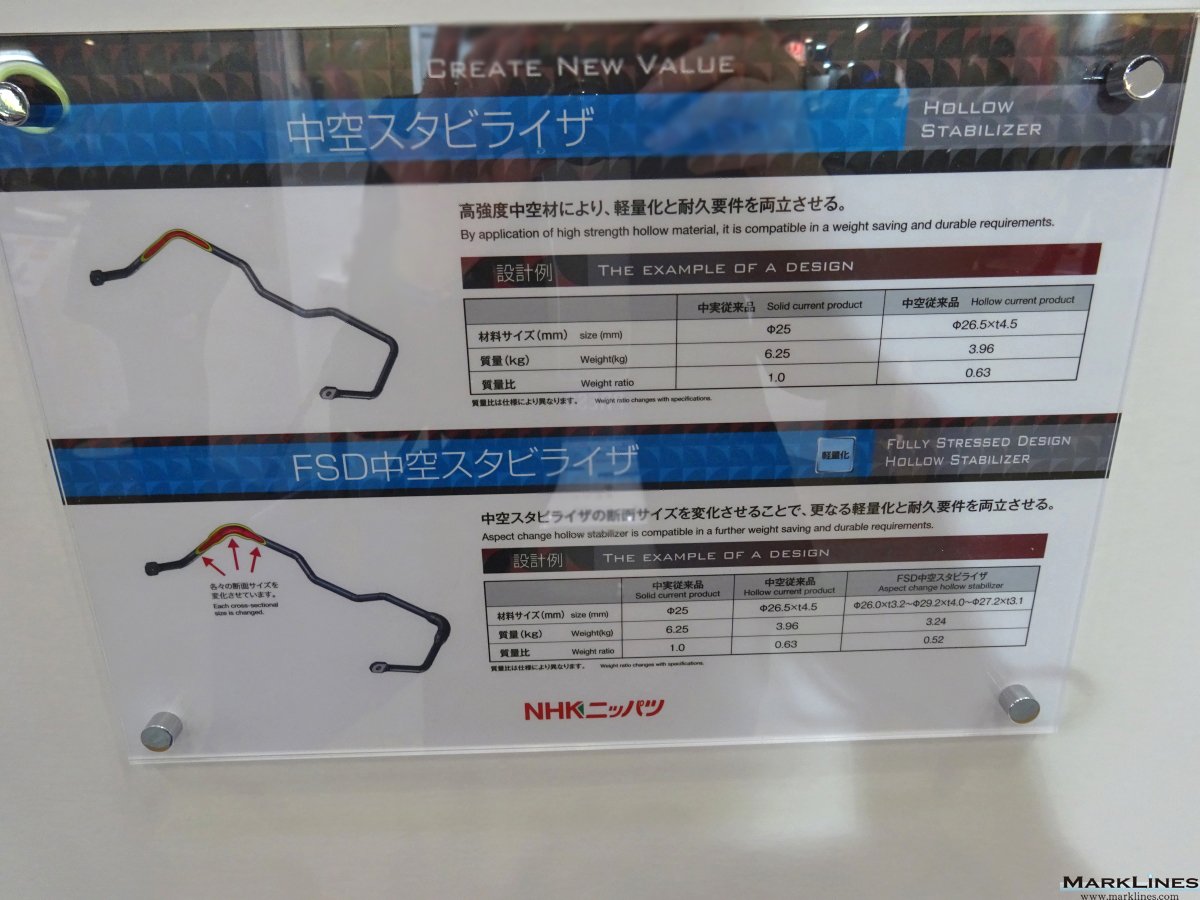 CREATE NEW VALUE
中空スタビライザ
HOLLOW
STABILIZER
高強度中空材により、軽量化と耐久要件を両立させる。
By application of high strength hollow material, it is compatible in a weight saving and durable requirements.
設計例 THE EXAMPLE OF A DESIGN
中実従来品 Solid current product 中空従来品 Hollow current product
材料サイズ(mm) size (mm) Φ25 Φ26.5×t4.5
質量(kg) Weight(kg) 6.25 3.96
質量比 Weight ratio 1.0 0.63
質量比は仕様により異なります。 Weight ratio changes with specifications.
FSD中空スタビライザ
軽量化
FULLY STRESSED DESIGN
HOLLOW STABILIZER
中空スタビライザの断面サイズを変化させることで、更なる軽量化と耐久要件を両立させる。
Aspect change hollow stabilizer is compatible in a further weight saving and durable requirements.
各々の断面サイズを
変化させています。
Each cross-sectional
size is changed.
設計例 THE EXAMPLE OF A DESIGN
中実従来品 中空従来品 FSD中空スタビライザ
Solid current product Hollow current product Aspect change hollow stabilizer
材料サイズ(mm) size (mm) Φ25 Φ26.5×t4.5 Φ26.0×t3.2~Φ29.2×t4.0~Φ27.2×t3.1
質量(kg) Weight(kg) 6.25 3.96 3.24
質量比 Weight ratio 1.0 0.63 0.52
質量比は仕様により異なります。 Weight ratio changes with specifications.
NHKニッパツ
MARKLINES
www.marklines.com